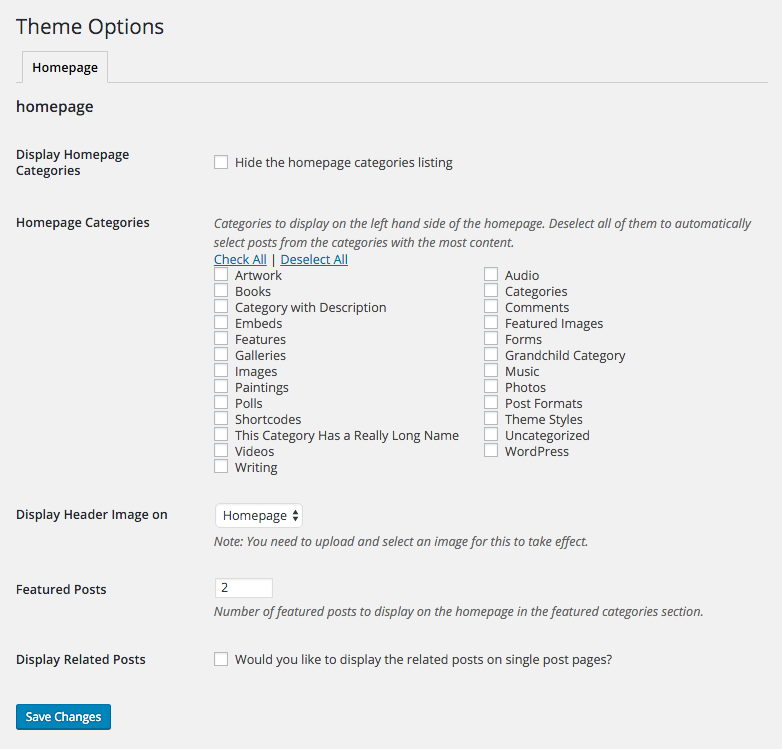 Theme Options
Homepage
homepage
Display Homepage
Categories
Hide the homepage categories listing
Homepage Categories
Categories to display on the left hand side of the homepage. Deselect all of them to automatically
select posts from the categories with the most content.
Check All | Deselect All
Artwork
Books
Category with Description
Embeds
Features
Galleries
Images
Paintings
Polls
Shortcodes
This Category Has a Really Long Name
Videos
Writing
Audio
Categories
Comments
Featured Images
Forms
Grandchild Category
Music
Photos
Post Formats
Theme Styles
Uncategorized
WordPress
Display Header Image on
Homepage
Note: You need to upload and select an image for this to take effect.
Featured Posts
2
Number of featured posts to display on the homepage in the featured categories section.
Display Related Posts
Would you like to display the related posts on single post pages?
Save Changes